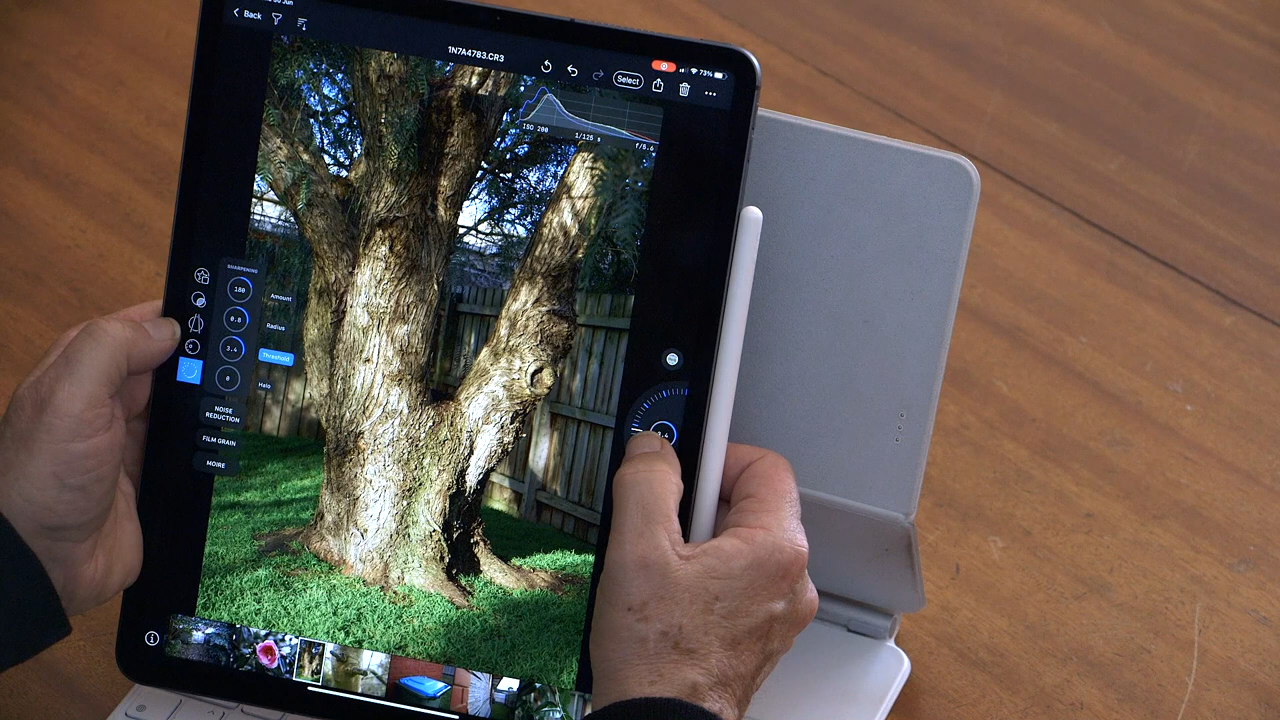 Back
1N7A4783.CR3
Select
73%
ISO 200 1/125 s f/5.6
SHARPENING
180 Amount
0.8 Radius
3.4 Threshold
0 Halo
NOISE
REDUCTION
FILM GRAIN
MOIRE